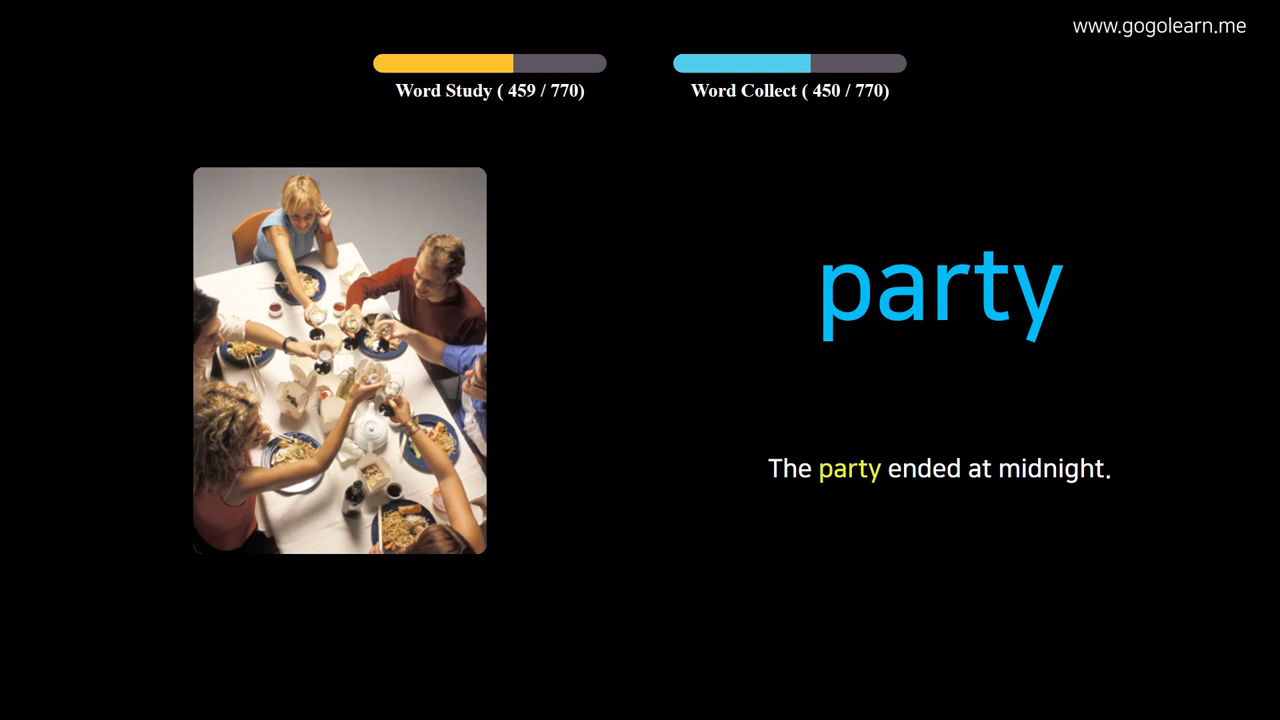 www.gogolearn.me
Word Study ( 459 / 770)
Word Collect ( 450 / 770)
party
The party ended at midnight.